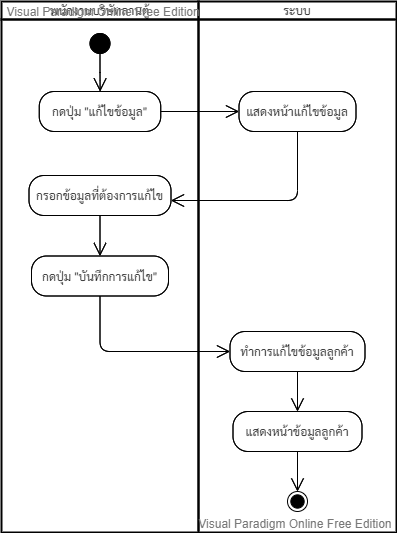 Visual Paradigm Online Free Edition
ระบบ
กดปุ่ม "แก้ไขข้อมูล"
แสดงหน้าแก้ไขข้อมูล
กรอกข้อมูลที่ต้องการแก้ไข
กดปุ่ม "บันทึกการแก้ไข"
ทำการแก้ไขข้อมูลลูกค้า
แสดงหน้าข้อมูลลูกค้า
Visual Paradigm Online Free Edition